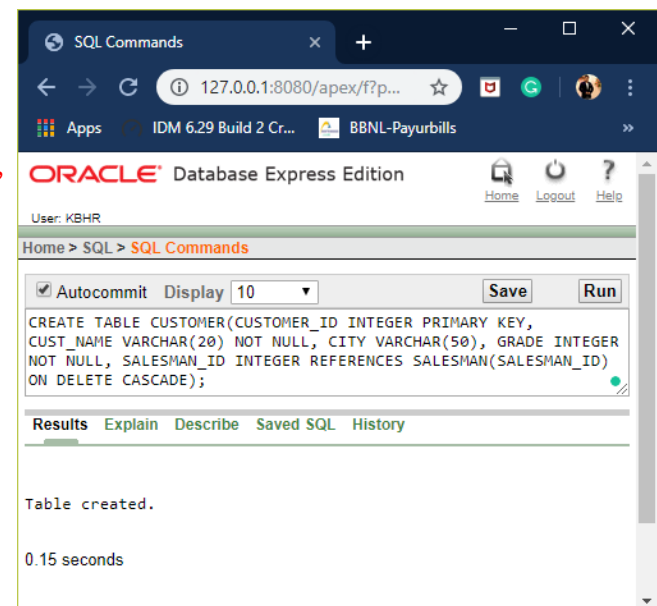 SQL Commands
127.0.0.1:8080/apex/f?p...
Apps IDM 6.29 Build 2 Cr... BBNL-Payurbills »
ORACLE® Database Express Edition
Home Logout Help
User: KBHR
Home > SQL > SQL Commands
Autocommit Display 10 Save Run
CREATE TABLE CUSTOMER(CUSTOMER_ID INTEGER PRIMARY KEY,
CUST_NAME VARCHAR(20) NOT NULL, CITY VARCHAR(50), GRADE INTEGER
NOT NULL, SALESMAN_ID INTEGER REFERENCES SALESMAN(SALESMAN_ID)
ON DELETE CASCADE);
Results Explain Describe Saved SQL History
Table created.
0.15 seconds